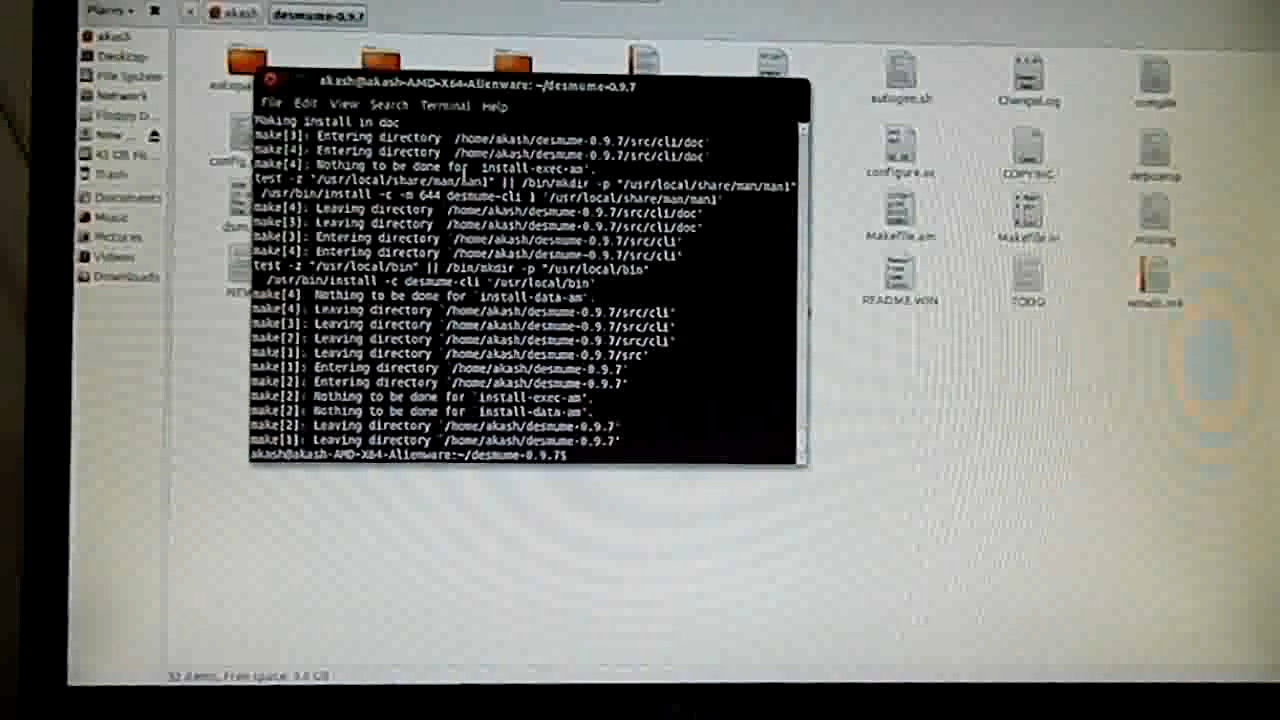 Places
akash
desmume-0.9.7
akash
Desktop
File System
Network
Floppy D...
New ...
Trash
Documents
Music
Pictures
Videos
Downloads
autogen.sh
ChangeLog
compile
configure.ac
COPYING
depcomp
Makefile.am
Makefile.in
missing
README.WIN
TODO
akash@akash-AMD-X64-Alienware: ~/desmume-0.9.7
File Edit View Search Terminal Help
Making install in doc
make[3]: Entering directory `/home/akash/desmume-0.9.7/src/cli/doc'
make[4]: Entering directory `/home/akash/desmume-0.9.7/src/cli/doc'
make[4]: Nothing to be done for `install-exec-am'.
test -z "/usr/local/share/man/man1" || /bin/mkdir -p "/usr/local/share/man/man1"
/usr/bin/install -c -m 644 desmume-cli.1 '/usr/local/share/man/man1'
make[4]: Leaving directory `/home/akash/desmume-0.9.7/src/cli/doc'
make[3]: Leaving directory `/home/akash/desmume-0.9.7/src/cli/doc'
make[3]: Entering directory `/home/akash/desmume-0.9.7/src/cli'
make[4]: Entering directory `/home/akash/desmume-0.9.7/src/cli'
test -z "/usr/local/bin" || /bin/mkdir -p "/usr/local/bin"
/usr/bin/install -c desmume-cli '/usr/local/bin'
make[4]: Nothing to be done for `install-data-am'.
make[4]: Leaving directory `/home/akash/desmume-0.9.7/src/cli'
make[3]: Leaving directory `/home/akash/desmume-0.9.7/src/cli'
make[2]: Leaving directory `/home/akash/desmume-0.9.7/src/cli'
make[1]: Leaving directory `/home/akash/desmume-0.9.7/src'
make[1]: Entering directory `/home/akash/desmume-0.9.7'
make[2]: Entering directory `/home/akash/desmume-0.9.7'
make[2]: Nothing to be done for `install-exec-am'.
make[2]: Nothing to be done for `install-data-am'.
make[2]: Leaving directory `/home/akash/desmume-0.9.7'
make[1]: Leaving directory `/home/akash/desmume-0.9.7'
akash@akash-AMD-X64-Alienware:~/desmume-0.9.7$